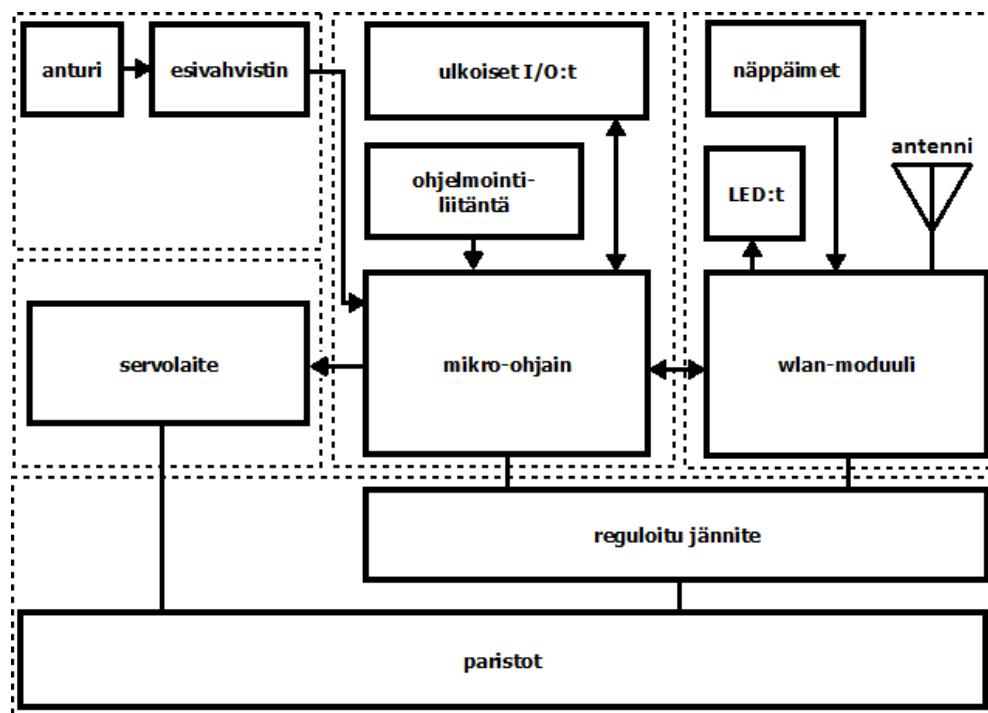 anturi
esivahvistin
ulkoiset I/O:t
näppäimet
ohjelmointi-
liitäntä
LED:t
antenni
servolaite
mikro-ohjain
wlan-moduuli
reguloitu jännite
paristot